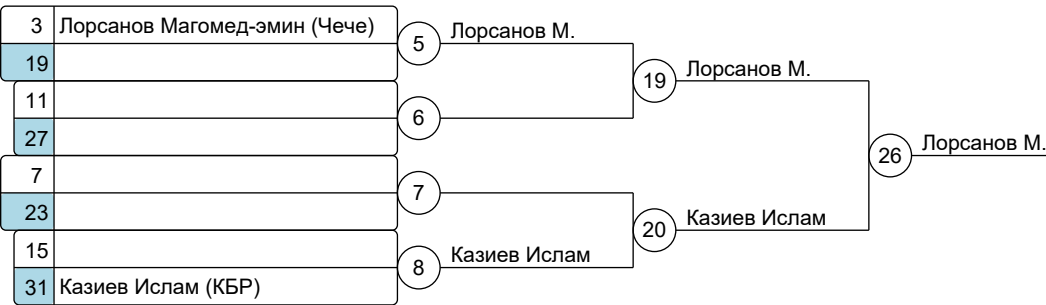 3 Лорсанов Магомед-эмин (Чече)
19
11
27
7
23
15
31 Казиев Ислам (КБР)
5 Лорсанов М.
6
7
8 Казиев Ислам
19 Лорсанов М.
20 Казиев Ислам
26 Лорсанов М.